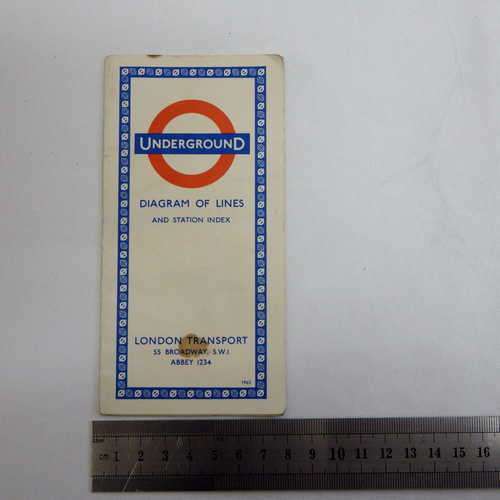 UNDERGROUND
DIAGRAM OF LINES
AND STATION INDEX
LONDON TRANSPORT
55 BROADWAY, S.W.1
ABBEY 1234
cm 1 2 3 4 5 6 7 8 9 10 11 12 13 14 15 16